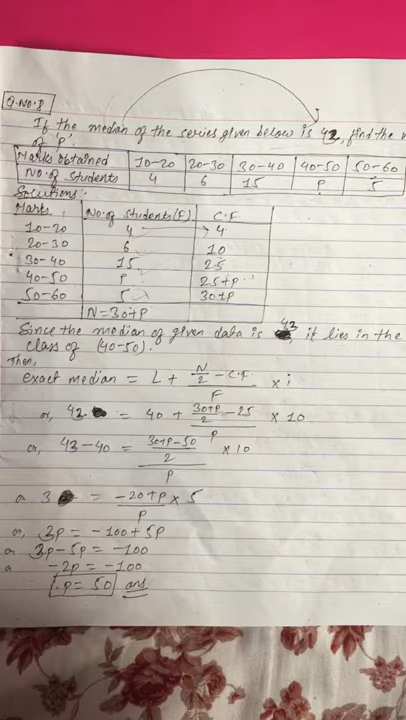 Q.No.8
If the median of the series given below is 42, find the
of 'p'.
Marks obtained 10-20 20-30 30-40 40-50 50-60
No. of students 4 6 15 P 5
Solution:
Marks No. of students (F) C.F.
10-20 4 4
20-30 6 10
30-40 15 25
40-50 P 25+P
50-60 5 30+P
N=30+P
Since the median of given data is 43, it lies in the
class of (40-50).
Then,
exact median = L + N/2 - C.F. / F × i
or, 42 = 40 + 30+P/2 - 25 / P × 10
or, 43-40 = 30+P-50 / 2 / P × 10
or 3 = -20+P / P × 5
or, 3p = -100+5p
or 3p-5p = -100
or -2p = -100
p = 50 ans